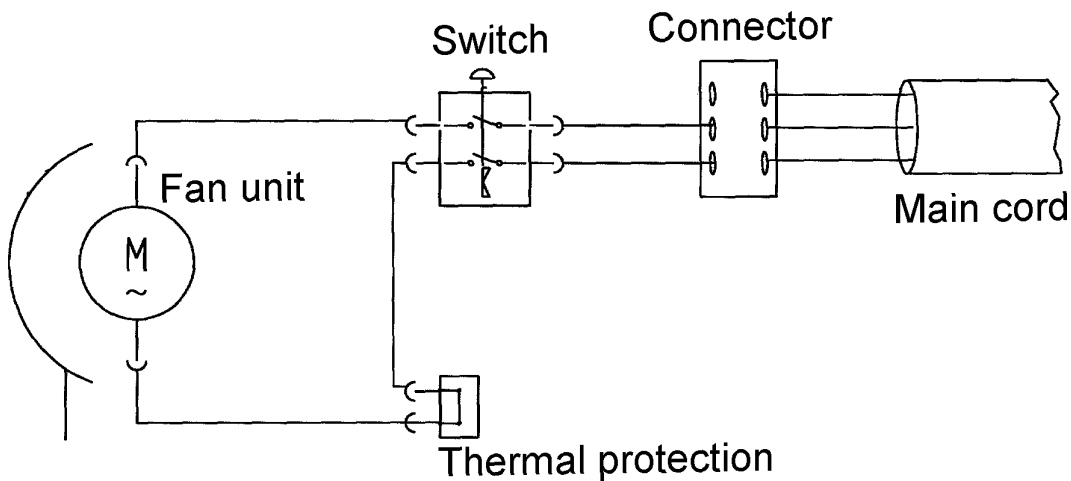 Switch
Connector
Fan unit
Main cord
M
~
Thermal protection